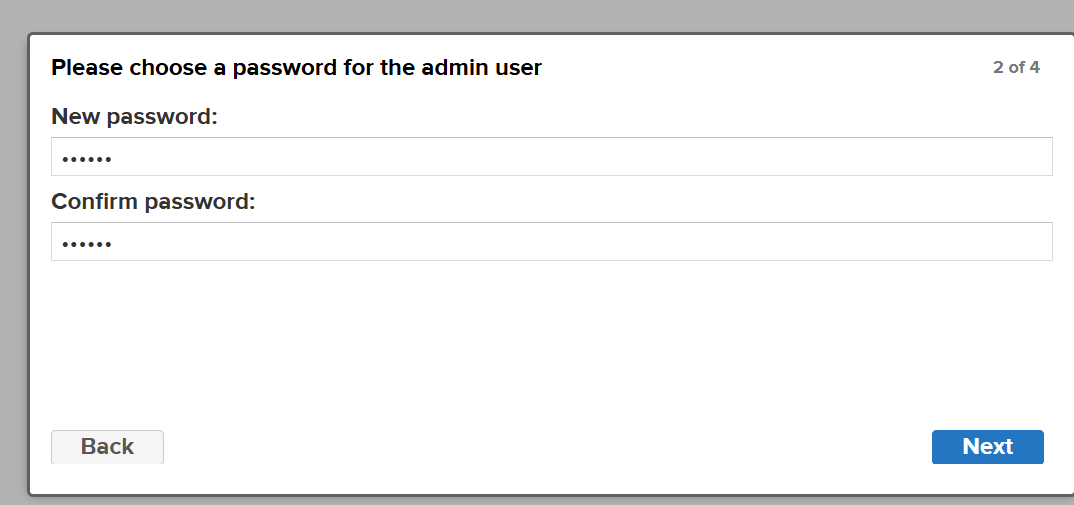 Please choose a password for the admin user
2 of 4
New password:
••••••
Confirm password:
••••••
Back
Next